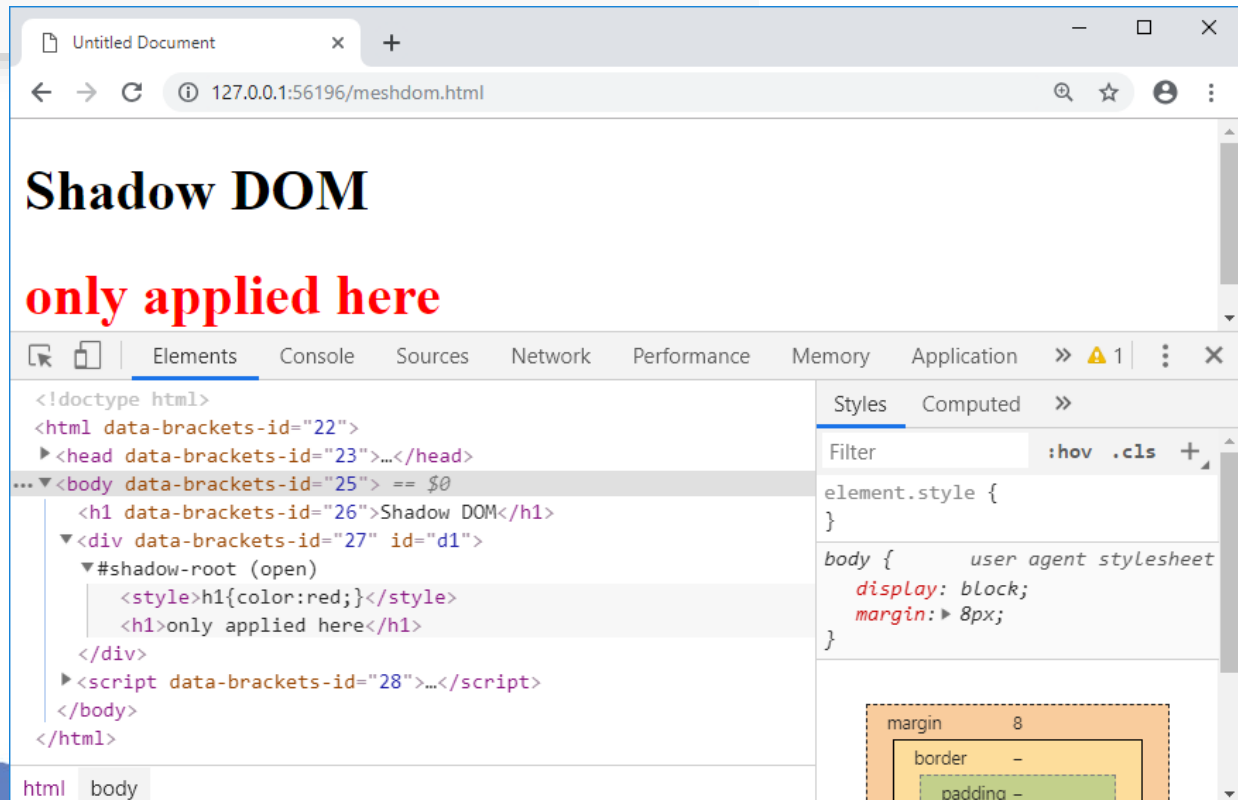 Untitled Document
127.0.0.1:56196/meshdom.html
Shadow DOM
only applied here
Elements Console Sources Network Performance Memory Application » 1
<!doctype html>
<html data-brackets-id="22">
<head data-brackets-id="23">…</head>
<body data-brackets-id="25"> == $0
<h1 data-brackets-id="26">Shadow DOM</h1>
<div data-brackets-id="27" id="d1">
#shadow-root (open)
<style>h1{color:red;}</style>
<h1>only applied here</h1>
</div>
<script data-brackets-id="28">…</script>
</body>
</html>
html body
Styles Computed »
Filter :hov .cls +
element.style {
}
body { user agent stylesheet
display: block;
margin: 8px;
}
margin 8
border –
padding –